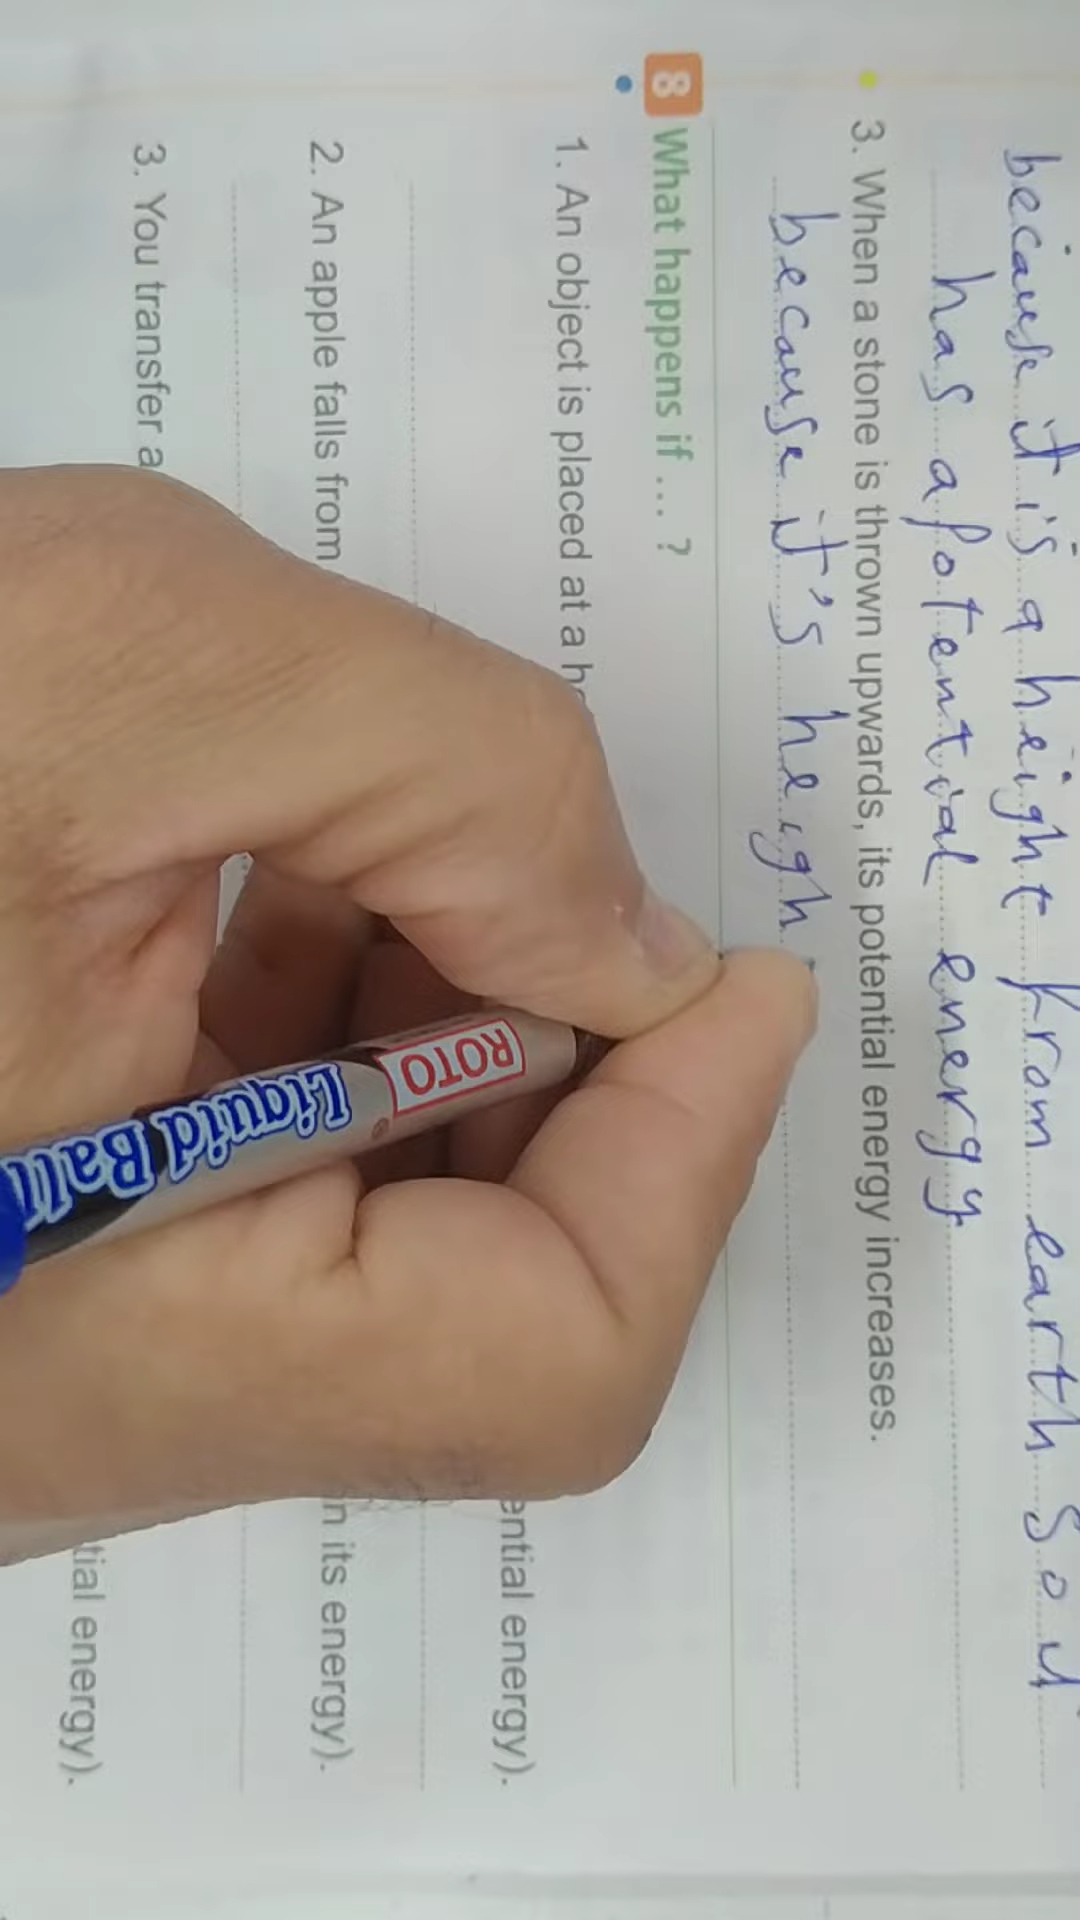 because it is a height from earth so it
has a potential energy
3. When a stone is thrown upwards, its potential energy increases.
because it's heigh
8 What happens if ... ?
1. An object is placed at a
ential energy).
2. An apple falls from
n its energy).
3. You transfer a
tial energy).
ROTO
Liquid Ball